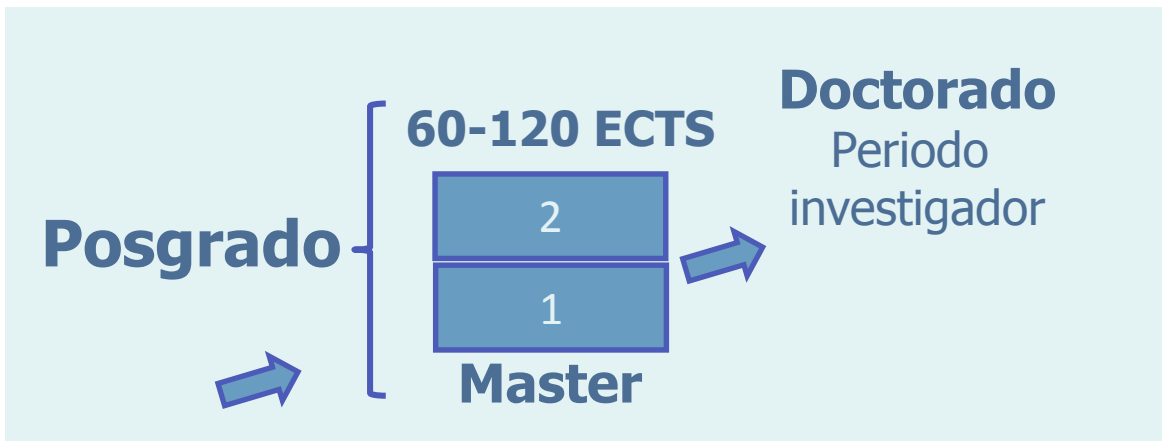 Posgrado
60-120 ECTS
2
1
Master
Doctorado
Periodo
investigador